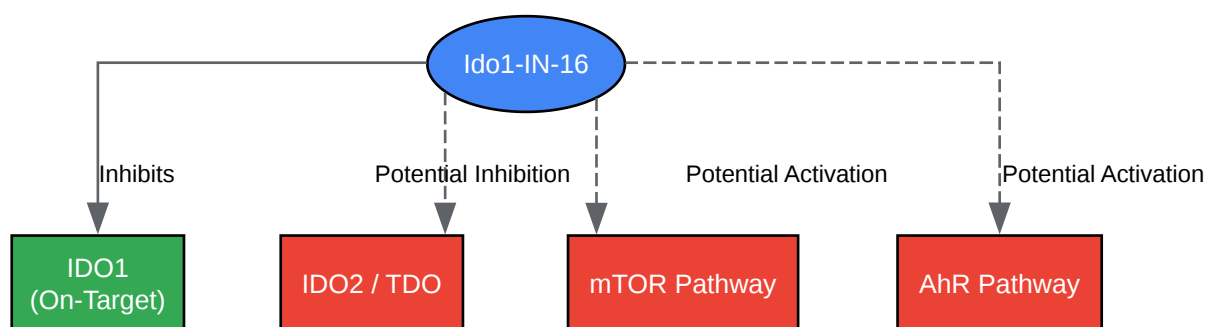 Ido1-IN-16
Inhibits
Potential Inhibition
Potential Activation
Potential Activation
IDO1
(On-Target)
IDO2 / TDO
mTOR Pathway
AhR Pathway